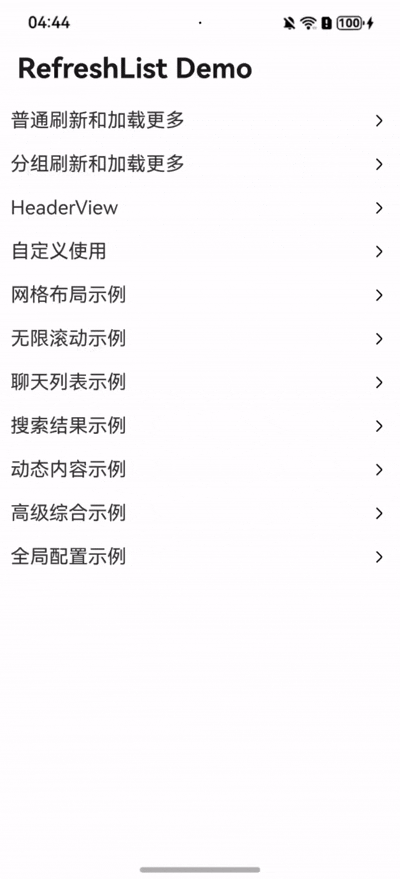 04:44
100
RefreshList Demo
普通刷新和加载更多
分组刷新和加载更多
HeaderView
自定义使用
网格布局示例
无限滚动示例
聊天列表示例
搜索结果示例
动态内容示例
高级综合示例
全局配置示例